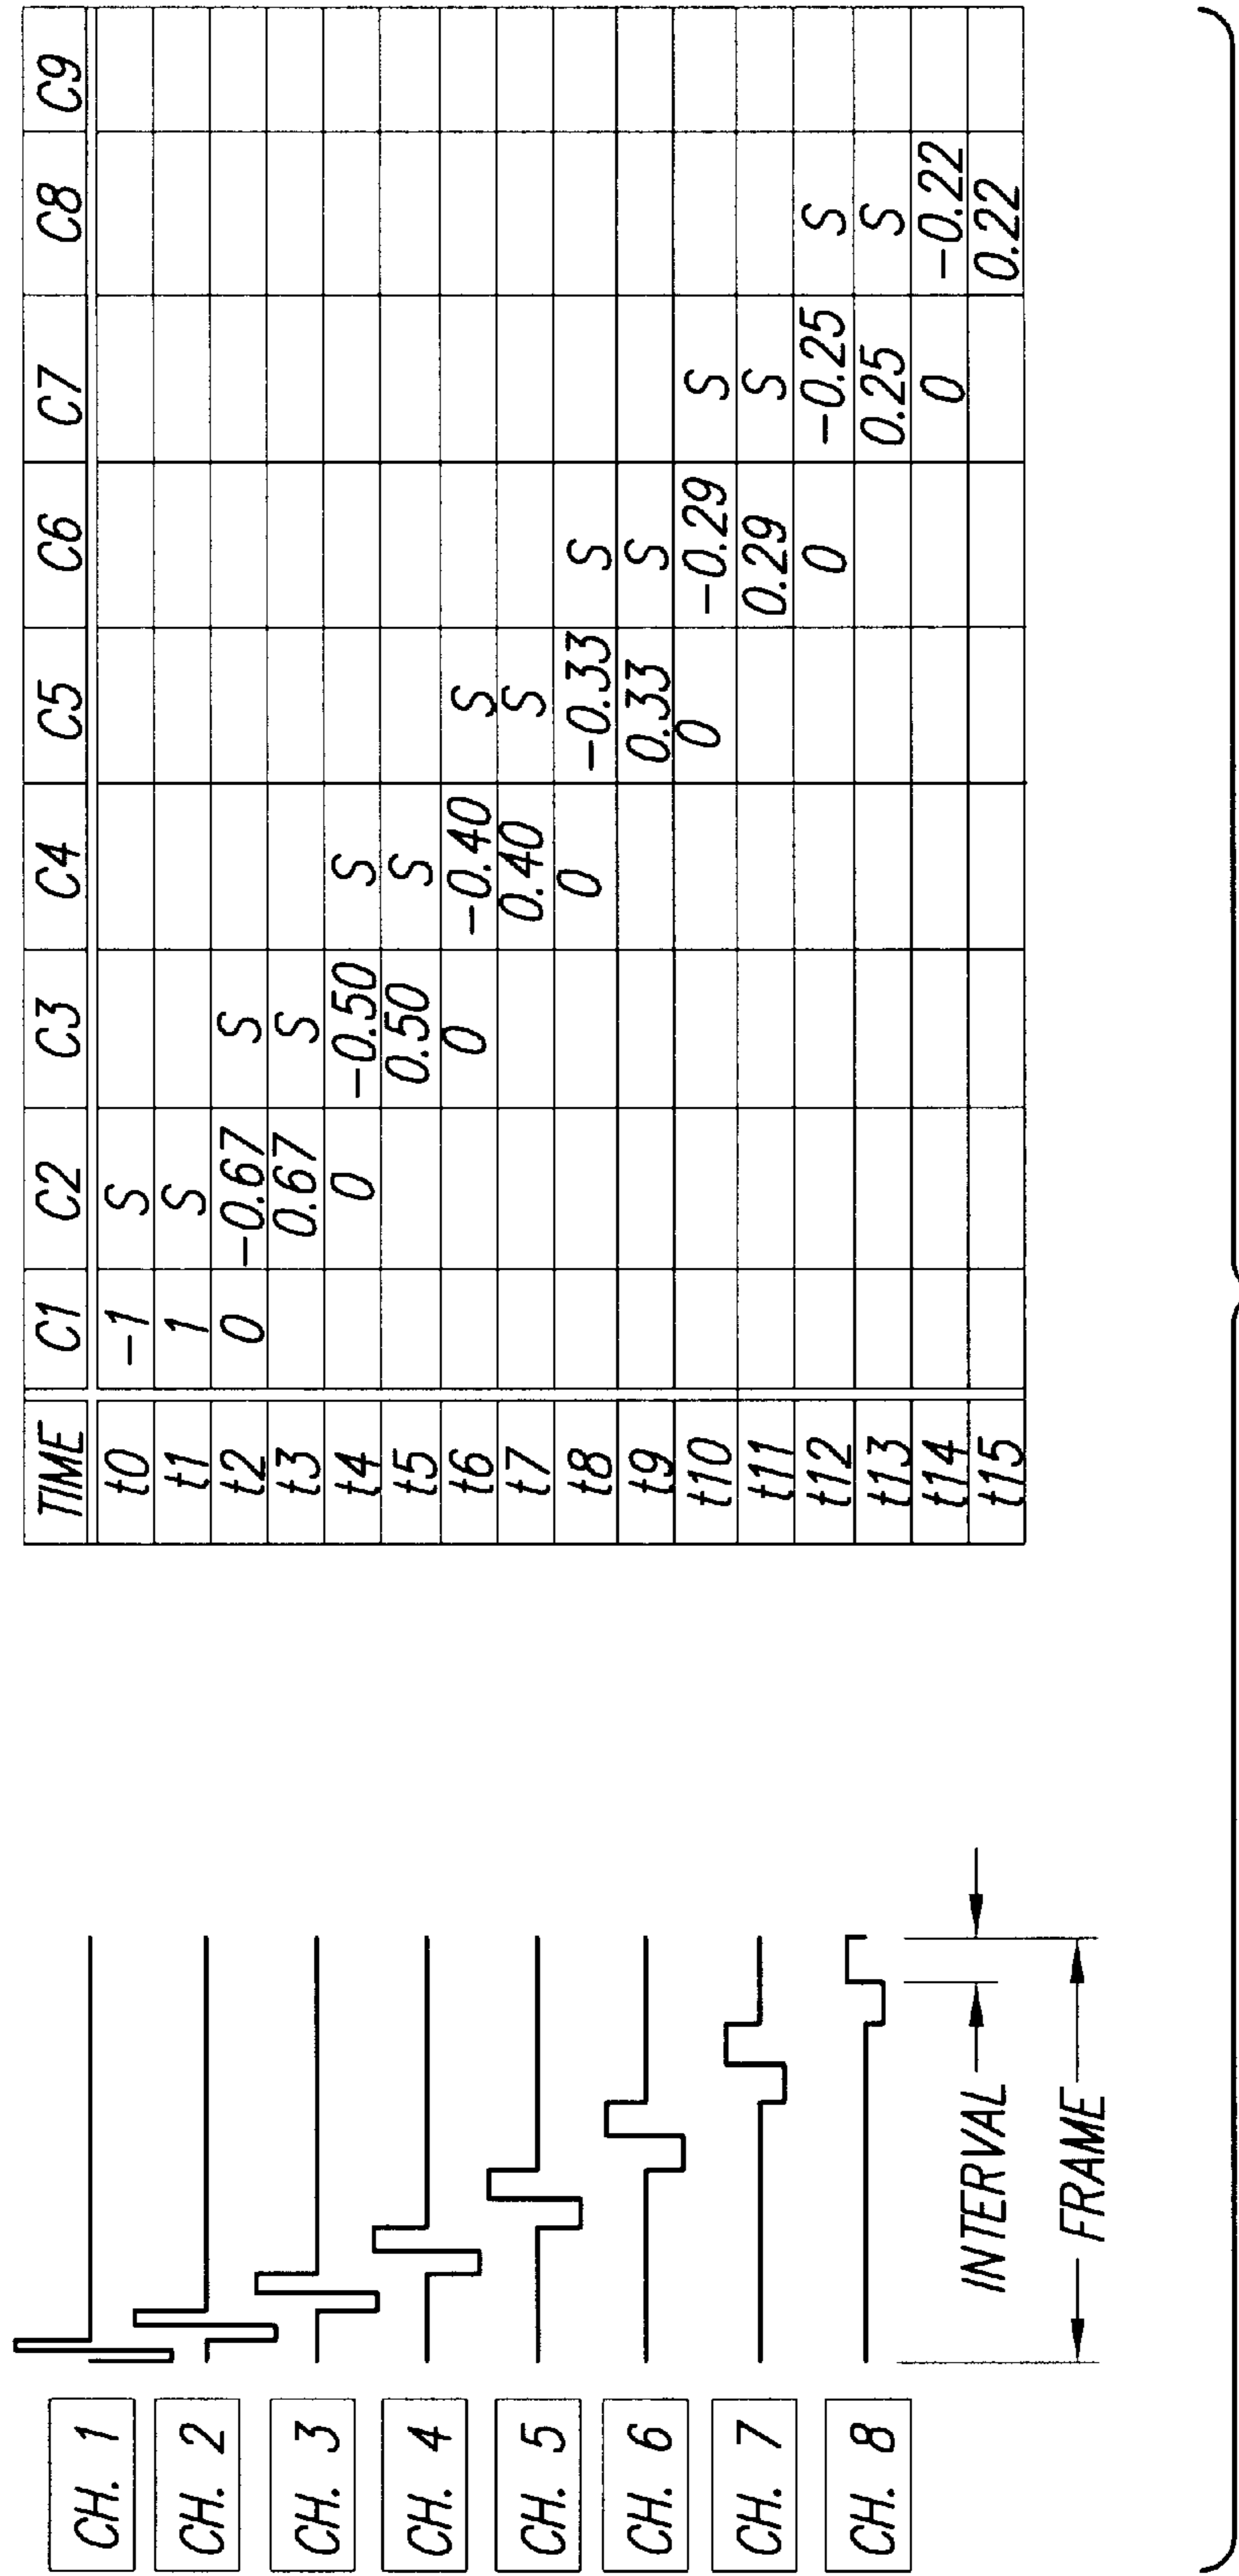 CH. 1
CH. 2
CH. 3
CH. 4
CH. 5
CH. 6
CH. 7
CH. 8
INTERVAL
FRAME
TIME C1 C2 C3 C4 C5 C6 C7 C8 C9
t0 -1 S
t1 1 S
t2 0 -0.67 S
t3 0.67 S
t4 0 -0.50 S
t5 0.50 S
t6 0 -0.40 S
t7 0.40 S
t8 0 -0.33 S
t9 0.33 S
t10 0 -0.29 S
t11 0.29 S
t12 0 -0.25 S
t13 0.25 S
t14 0 -0.22
t15 0.22